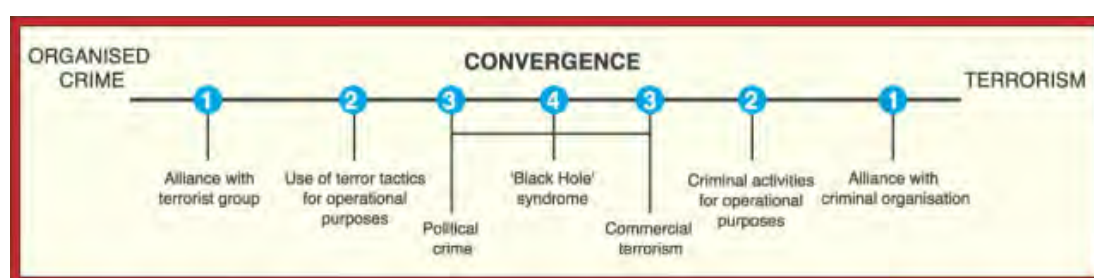 ORGANISED
CRIME
CONVERGENCE
TERRORISM
1
2
3
4
3
2
1
Alliance with
terrorist group
Use of terror tactics
for operational
purposes
Political
crime
'Black Hole'
syndrome
Commercial
terrorism
Criminal activities
for operational
purposes
Alliance with
criminal organisation